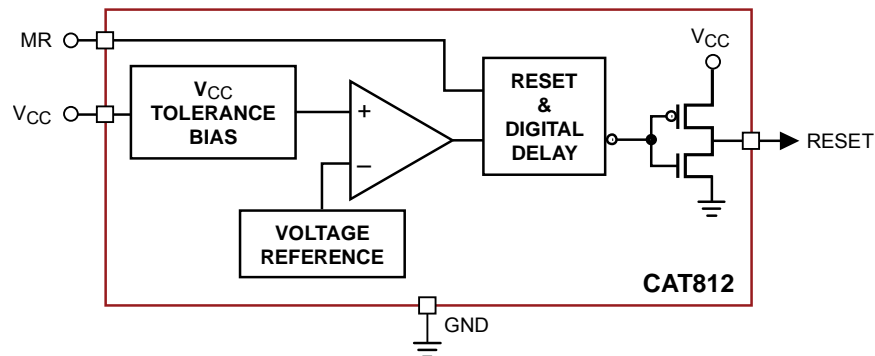 MR
VCC
VCC
TOLERANCE
BIAS
+
–
VOLTAGE
REFERENCE
RESET
&
DIGITAL
DELAY
VCC
RESET
CAT812
GND